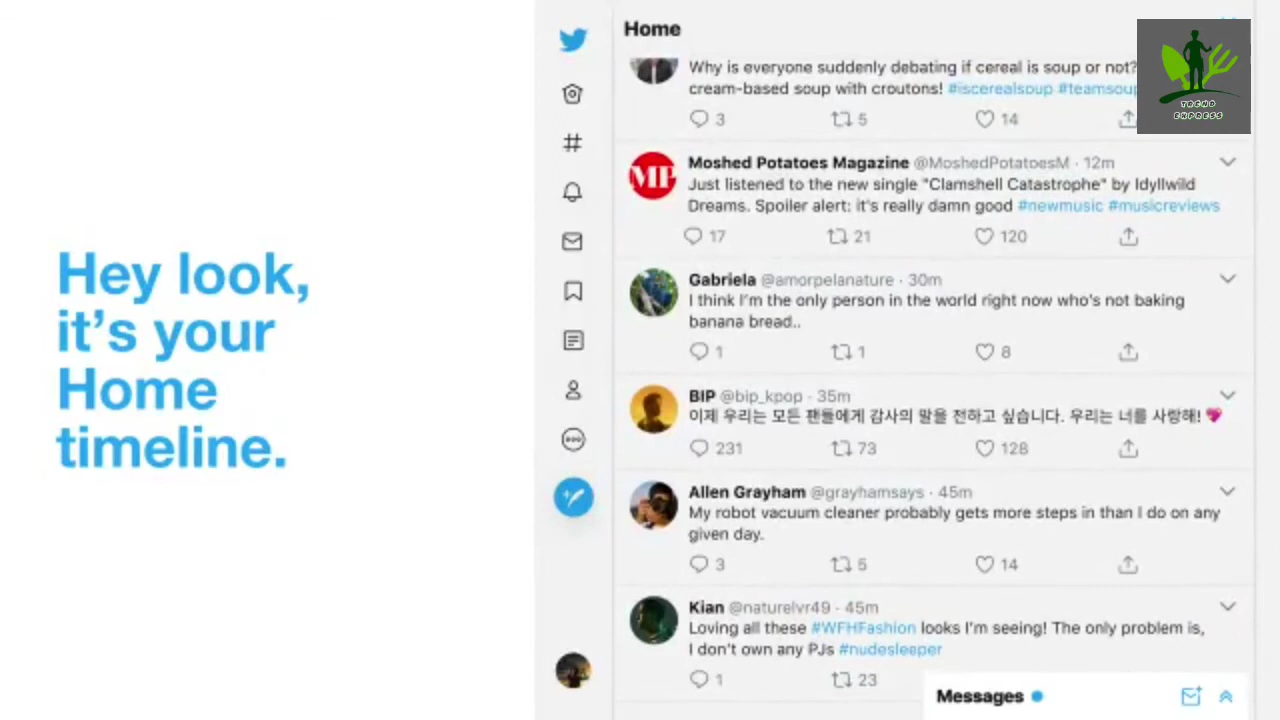 Hey look,
it's your
Home
timeline.
Home
TREND
EXPRESS
Why is everyone suddenly debating if cereal is soup or not?
cream-based soup with croutons! #iscerealsoup #teamsoup
3 5 14
MP
Moshed Potatoes Magazine @MoshedPotatoesM · 12m
Just listened to the new single "Clamshell Catastrophe" by Idyllwild
Dreams. Spoiler alert: it's really damn good #newmusic #musicreviews
17 21 120
Gabriela @amorpelanature · 30m
I think I'm the only person in the world right now who's not baking
banana bread..
1 1 8
BIP @bip_kpop · 35m
이제 우리는 모든 팬들에게 감사의 말을 전하고 싶습니다. 우리는 너를 사랑해! 💖
231 73 128
Allen Grayham @grayhamsays · 45m
My robot vacuum cleaner probably gets more steps in than I do on any
given day.
3 5 14
Kian @naturelvr49 · 45m
Loving all these #WFHFashion looks I'm seeing! The only problem is,
I don't own any PJs #nudesleeper
1 23
Messages